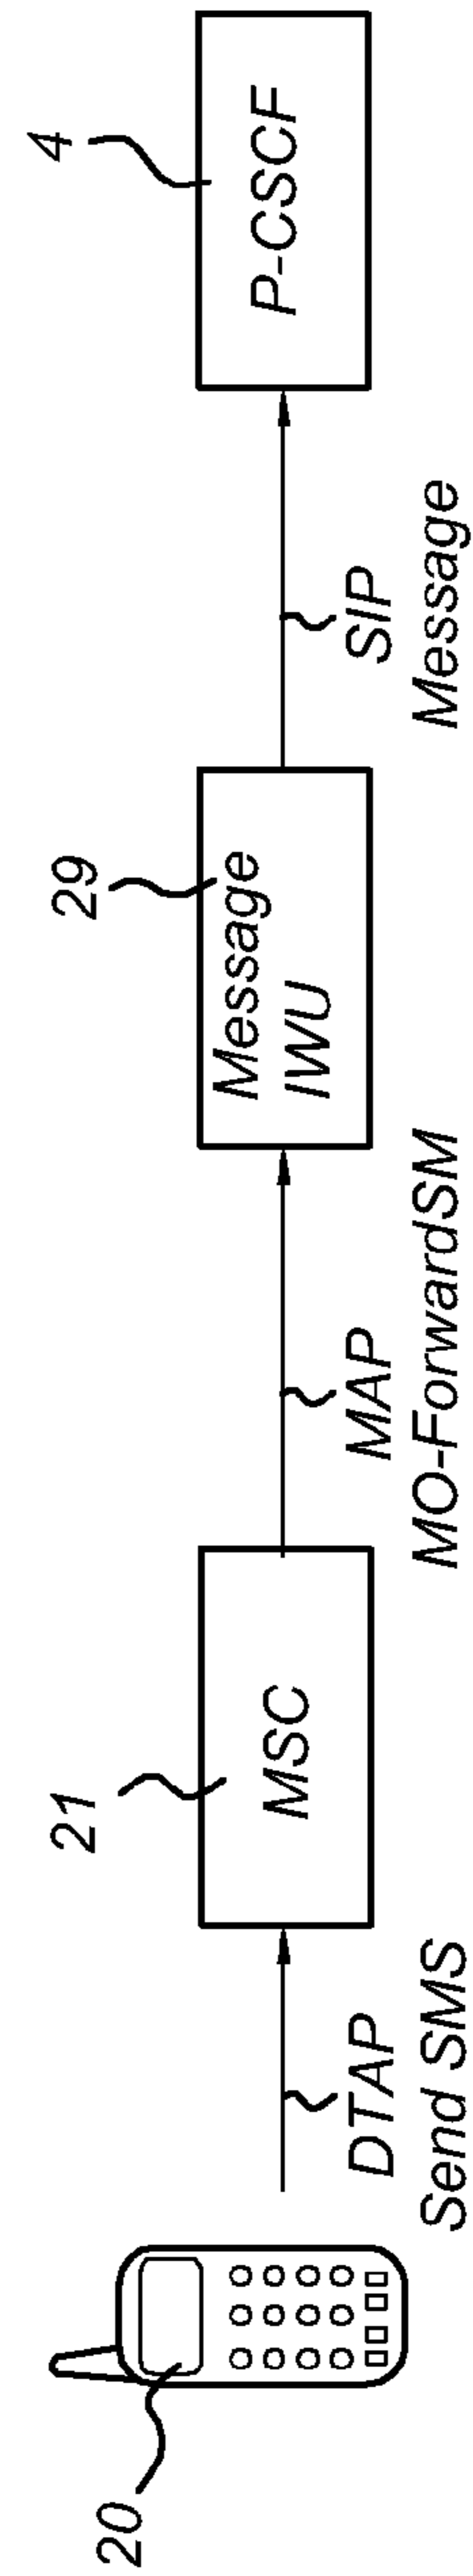 20
DTAP
Send SMS
21
MSC
MAP
MO-ForwardSM
29
Message
IWU
SIP
Message
4
P-CSCF